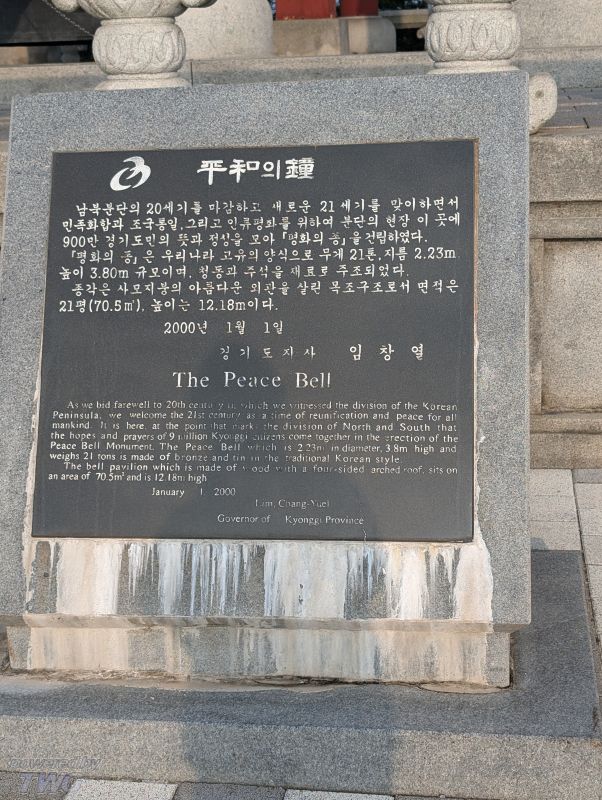 平和의鐘
남북분단의 20세기를 마감하고 새로운 21세기를 맞이하면서
민족화합과 조국통일, 그리고 인류평화를 위하여 분단의 현장 이 곳에
900만 경기도민의 뜻과 정성을 모아 「평화의 종」을 건립하였다.
「평화의 종」은 우리나라 고유의 양식으로 무게 21톤, 지름 2.23m,
높이 3.80m 규모이며, 청동과 주석을 재료로 주조되었다.
종각은 사모지붕의 아름다운 외관을 살린 목조구조로서 면적은
21평(70.5㎡), 높이는 12.18m이다.
2000년 1월 1일
경기도지사 임창열
The Peace Bell
As we bid farewell to 20th century in which we witnessed the division of the Korean
Peninsula, we welcome the 21st century as a time of reunification and peace for all
mankind. It is here, at the point that marks the division of North and South that
the hopes and prayers of 9 million Kyonggi citizens come together in the erection of the
Peace Bell Monument. The Peace Bell which is 2.23m in diameter, 3.8m high and
weighs 21 tons is made of bronze and tin in the traditional Korean style.
The bell pavilion which is made of wood with a four-sided arched roof, sits on
an area of 70.5㎡ and is 12.18m high
January 1, 2000
Lim, Chang-Yuel
Governor of Kyonggi Province
powered by
TW